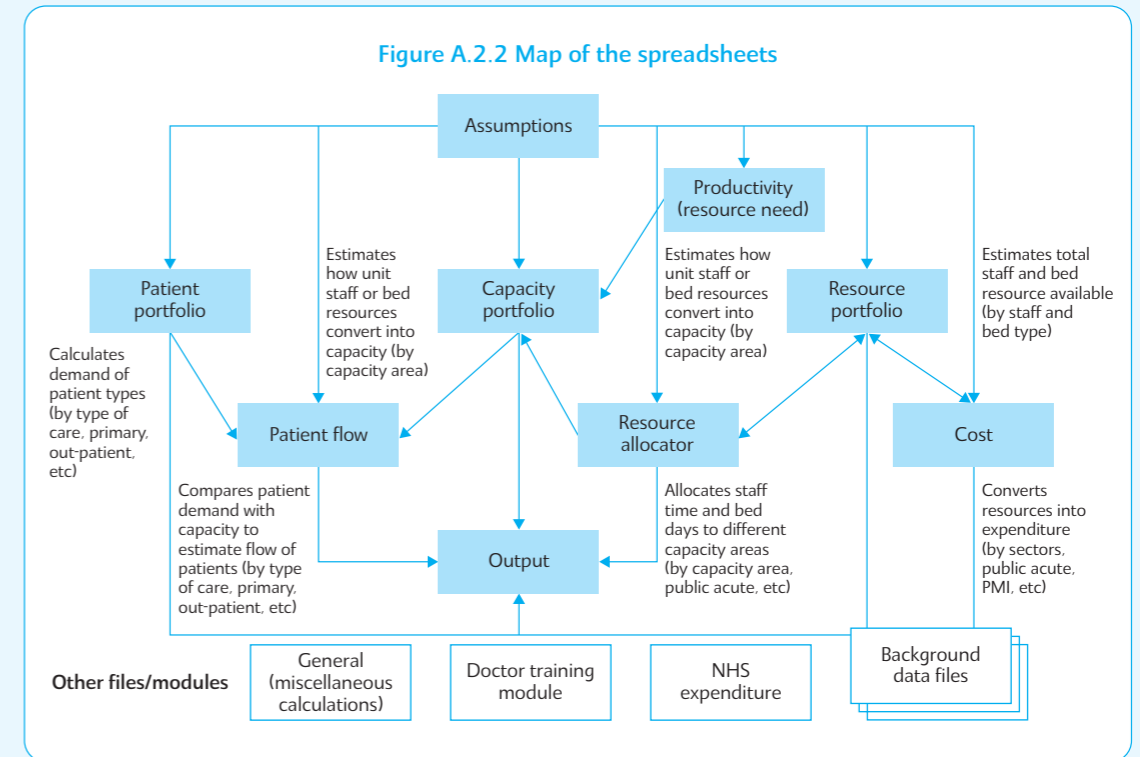 Figure A.2.2 Map of the spreadsheets
Assumptions
Productivity
(resource need)
Patient
portfolio
Estimates
how unit
staff or bed
resources
convert into
capacity (by
capacity area)
Capacity
portfolio
Estimates how
unit staff or
bed resources
convert into
capacity (by
capacity area)
Resource
portfolio
Estimates total
staff and bed
resource available
(by staff and
bed type)
Calculates
demand of
patient types
(by type of
care, primary,
out-patient,
etc)
Patient flow
Resource
allocator
Cost
Compares patient
demand with
capacity to
estimate flow of
patients (by type
of care, primary,
out-patient, etc)
Output
Allocates staff
time and bed
days to different
capacity areas
(by capacity area,
public acute, etc)
Converts
resources into
expenditure
(by sectors,
public acute,
PMI, etc)
Other files/modules
General
(miscellaneous
calculations)
Doctor training
module
NHS
expenditure
Background
data files